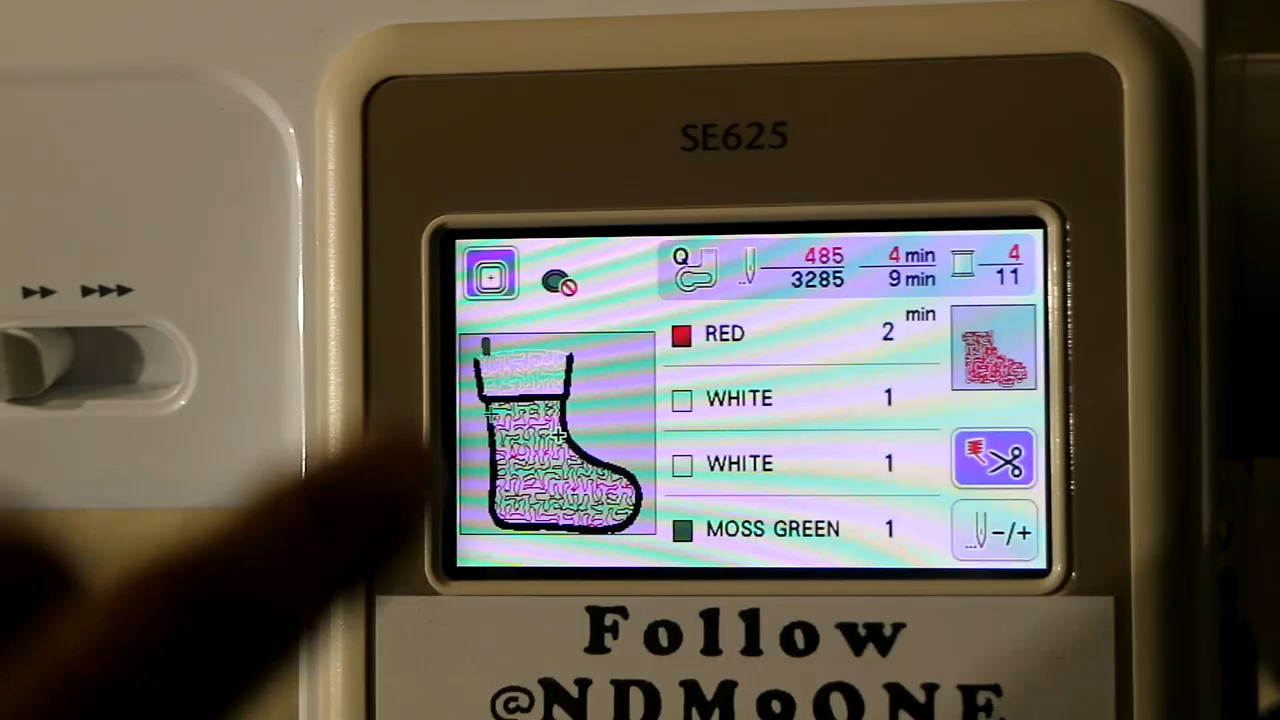 SE625
Q 485 4 min 4
3285 9 min 11
min
RED 2
WHITE 1
WHITE 1
MOSS GREEN 1
-/+
Follow
@NDM9ONE